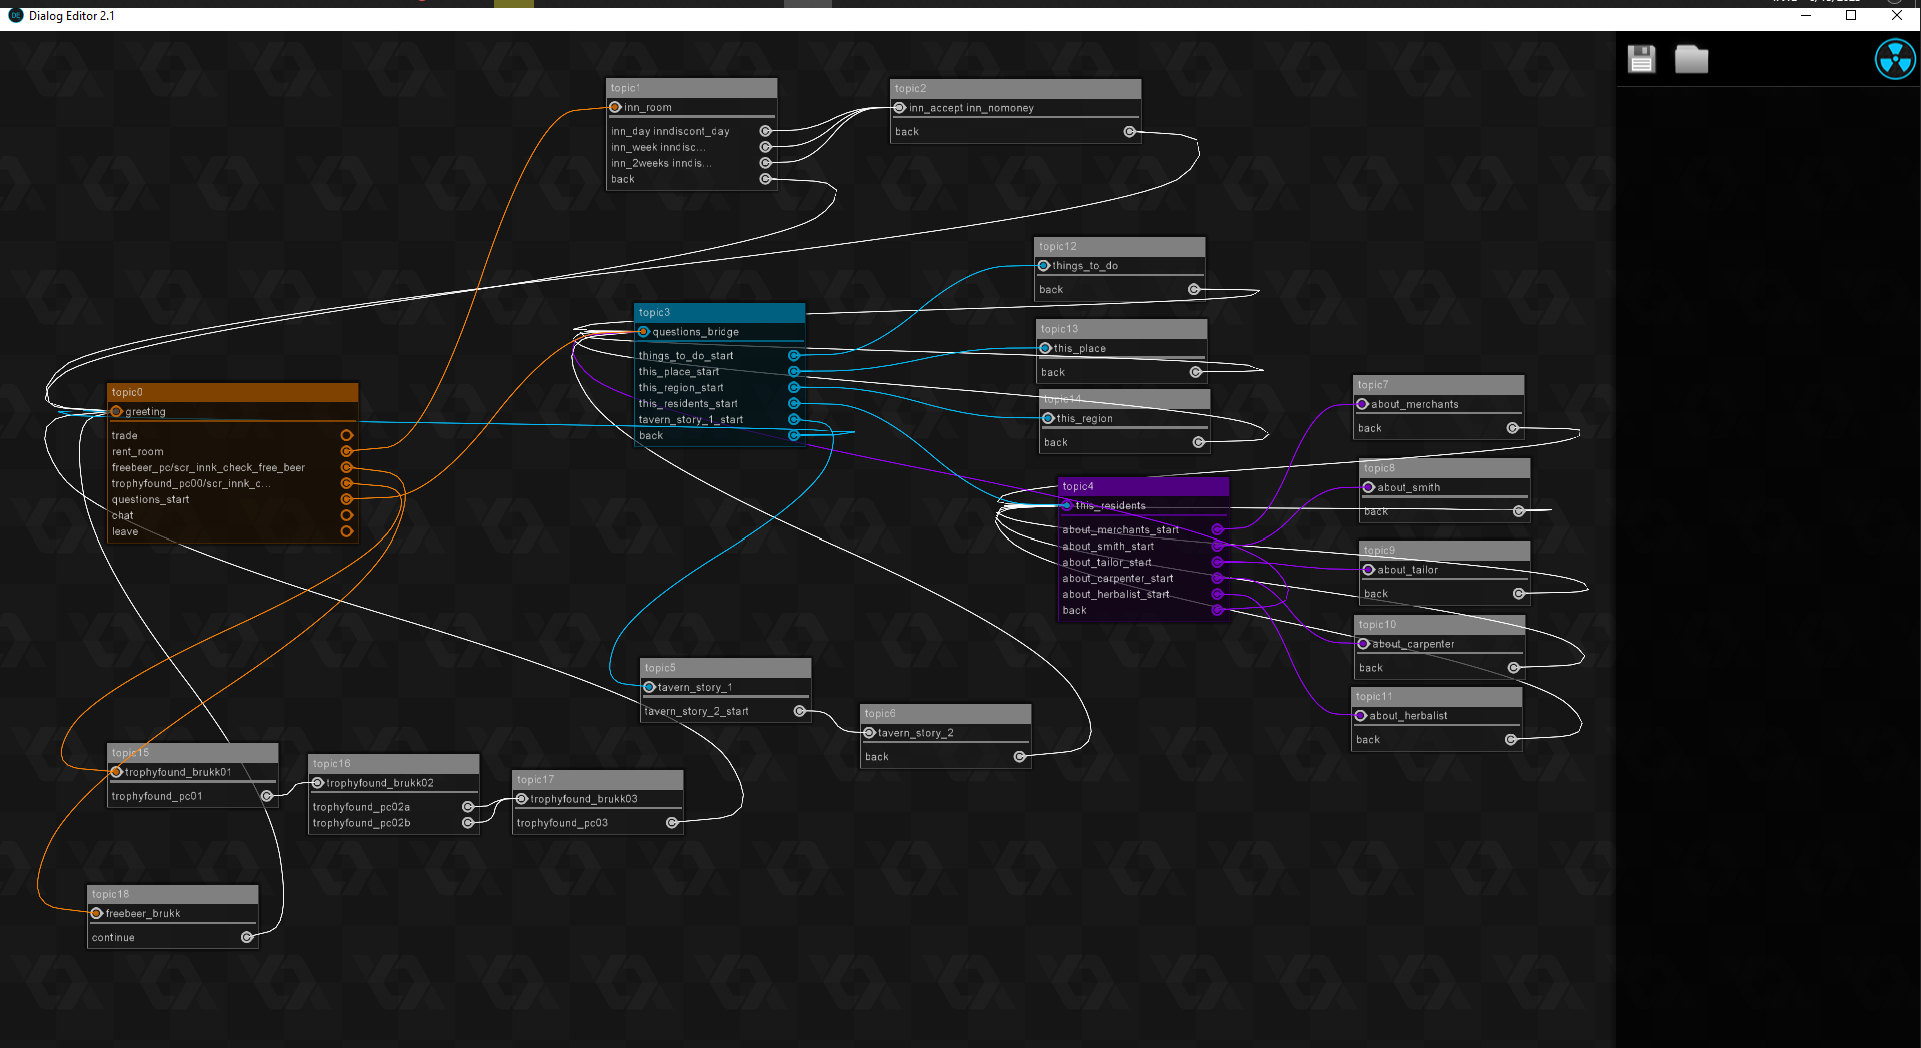 Dialog Editor 2.1
topic1
inn_room
inn_day inndiscont_day
inn_week inndisc...
inn_2weeks inndis...
back
topic2
inn_accept inn_nomoney
back
topic12
things_to_do
back
topic3
questions_bridge
things_to_do_start
this_place_start
this_region_start
this_residents_start
tavern_story_1_start
back
topic13
this_place
back
topic14
this_region
back
topic0
greeting
trade
rent_room
freebeer_pc/scr_innk_check_free_beer
trophyfound_pc00/scr_innk_c...
questions_start
chat
leave
topic7
about_merchants
back
topic8
about_smith
back
topic4
this_residents
about_merchants_start
about_smith_start
about_tailor_start
about_carpenter_start
about_herbalist_start
back
topic9
about_tailor
back
topic10
about_carpenter
back
topic11
about_herbalist
back
topic5
tavern_story_1
tavern_story_2_start
topic6
tavern_story_2
back
topic15
trophyfound_brukk01
trophyfound_pc01
topic16
trophyfound_brukk02
trophyfound_pc02a
trophyfound_pc02b
topic17
trophyfound_brukk03
trophyfound_pc03
topic18
freebeer_brukk
continue